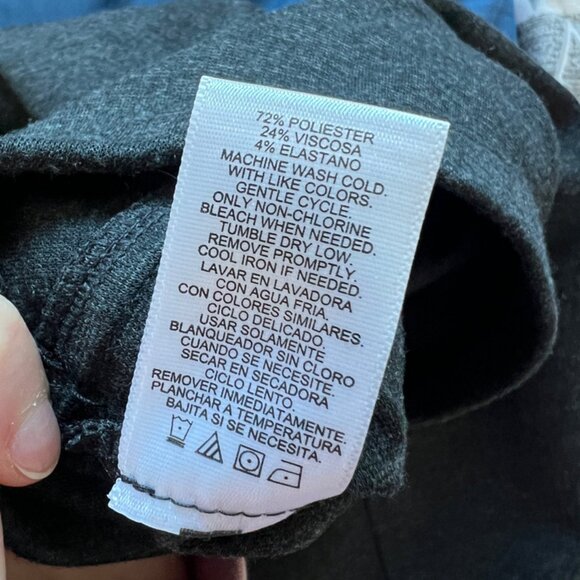 72% POLIESTER
24% VISCOSA
4% ELASTANO
MACHINE WASH COLD.
WITH LIKE COLORS.
GENTLE CYCLE.
ONLY NON-CHLORINE
BLEACH WHEN NEEDED.
TUMBLE DRY LOW.
REMOVE PROMPTLY.
COOL IRON IF NEEDED.
LAVAR EN LAVADORA
CON AGUA FRIA.
CON COLORES SIMILARES.
CICLO DELICADO
USAR SOLAMENTE
BLANQUEADOR SIN CLORO
CUANDO SE NECESITE
SECAR EN SECADORA
CICLO LENTO
REMOVER INMEDIATAMENTE.
PLANCHAR A TEMPERATURA
BAJITA SI SE NECESITA.